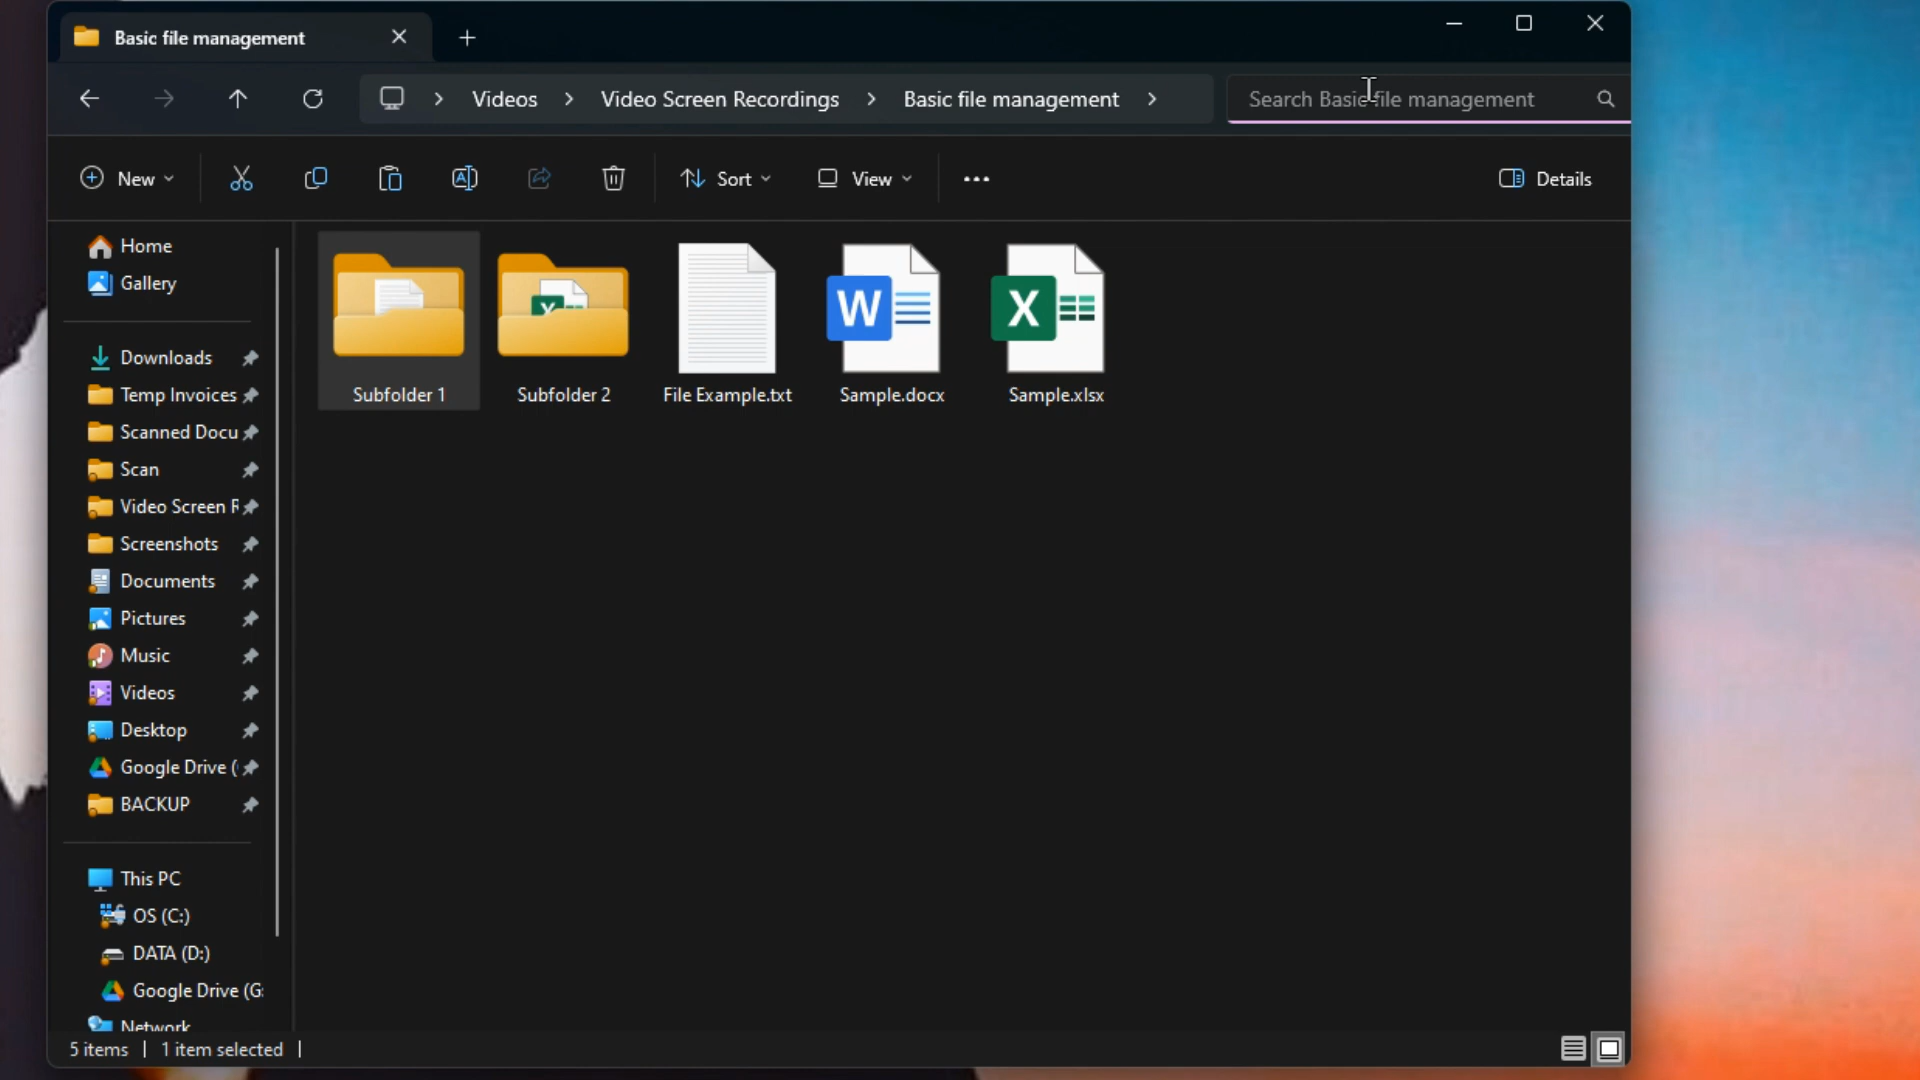 Basic file management
Videos > Video Screen Recordings > Basic file management >
Search Basic file management
New
Sort
View
Details
Home
Gallery
Downloads
Temp Invoices
Scanned Docu
Scan
Video Screen R
Screenshots
Documents
Pictures
Music
Videos
Desktop
Google Drive (
BACKUP
This PC
OS (C:)
DATA (D:)
Google Drive (G:
Network
Subfolder 1
Subfolder 2
File Example.txt
W
Sample.docx
X
Sample.xlsx
5 items | 1 item selected |